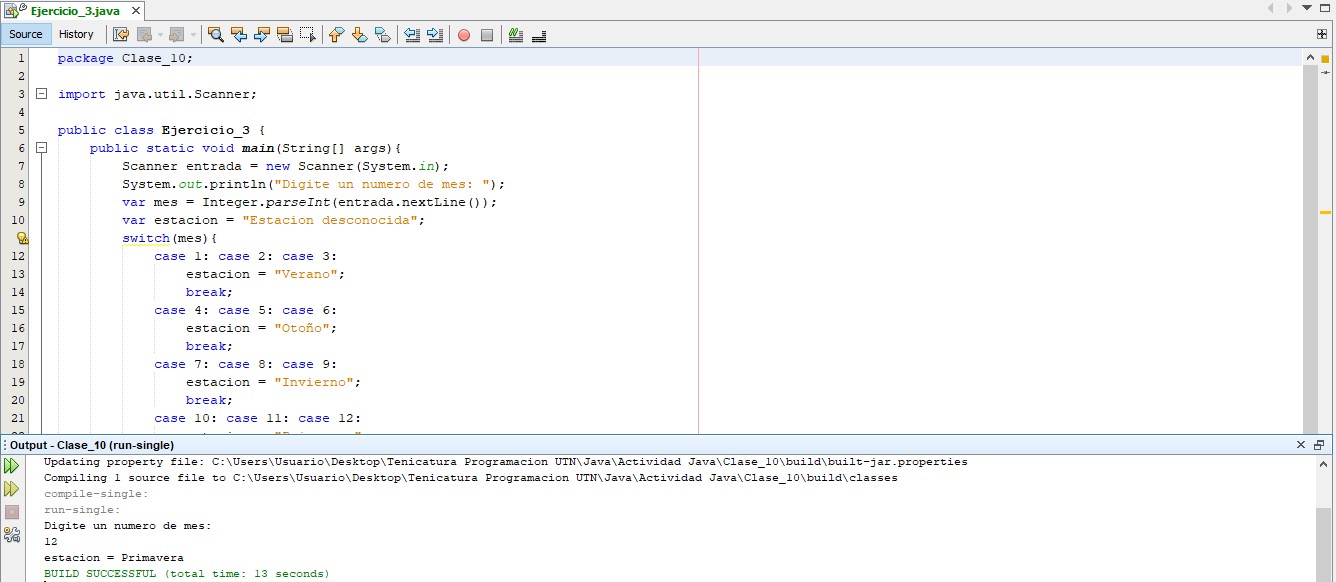 Ejercicio_3.java
Source History
1 package Clase_10;
2
3 import java.util.Scanner;
4
5 public class Ejercicio_3 {
6 public static void main(String[] args){
7 Scanner entrada = new Scanner(System.in);
8 System.out.println("Digite un numero de mes: ");
9 var mes = Integer.parseInt(entrada.nextLine());
10 var estacion = "Estacion desconocida";
switch(mes){
12 case 1: case 2: case 3:
13 estacion = "Verano";
14 break;
15 case 4: case 5: case 6:
16 estacion = "Otoño";
17 break;
18 case 7: case 8: case 9:
19 estacion = "Invierno";
20 break;
21 case 10: case 11: case 12:
Output - Clase_10 (run-single)
Updating property file: C:\Users\Usuario\Desktop\Tenicatura Programacion UTN\Java\Actividad Java\Clase_10\build\built-jar.properties
Compiling 1 source file to C:\Users\Usuario\Desktop\Tenicatura Programacion UTN\Java\Actividad Java\Clase_10\build\classes
compile-single:
run-single:
Digite un numero de mes:
12
estacion = Primavera
BUILD SUCCESSFUL (total time: 13 seconds)